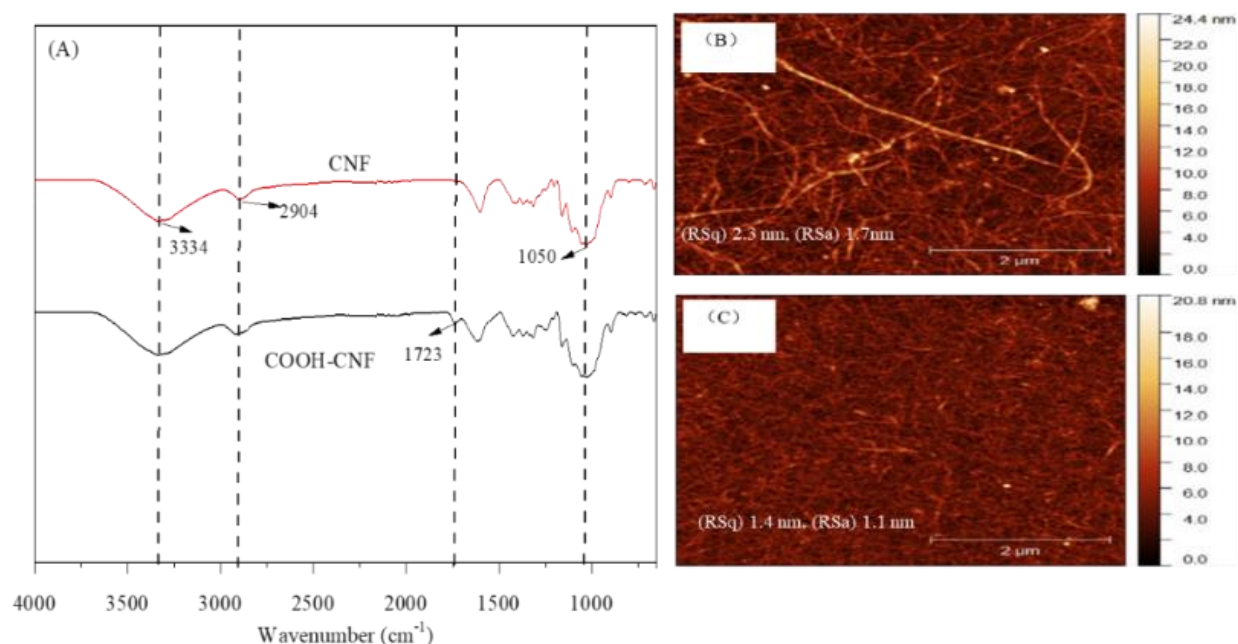 (A)
CNF
3334
2904
1050
COOH-CNF
1723
4000
3500
3000
2500
2000
1500
1000
Wavenumber (cm⁻¹)
（B）
(RSq) 2.3 nm, (RSa) 1.7nm
2 μm
24.4 nm
22.0
20.0
18.0
16.0
14.0
12.0
10.0
8.0
6.0
4.0
0.0
（C）
(RSq) 1.4 nm, (RSa) 1.1 nm
2 μm
20.8 nm
18.0
16.0
14.0
12.0
10.0
8.0
6.0
4.0
0.0